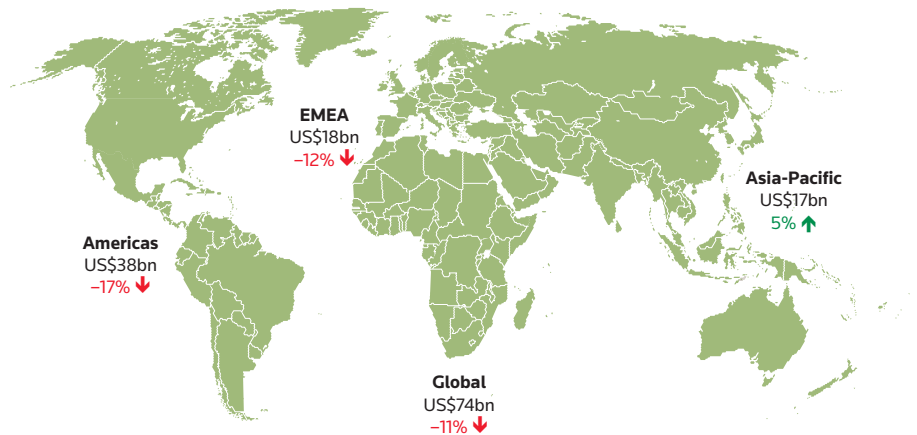 EMEA
US$18bn
–12% ↓
Asia-Pacific
US$17bn
5% ↑
Americas
US$38bn
–17% ↓
Global
US$74bn
–11% ↓